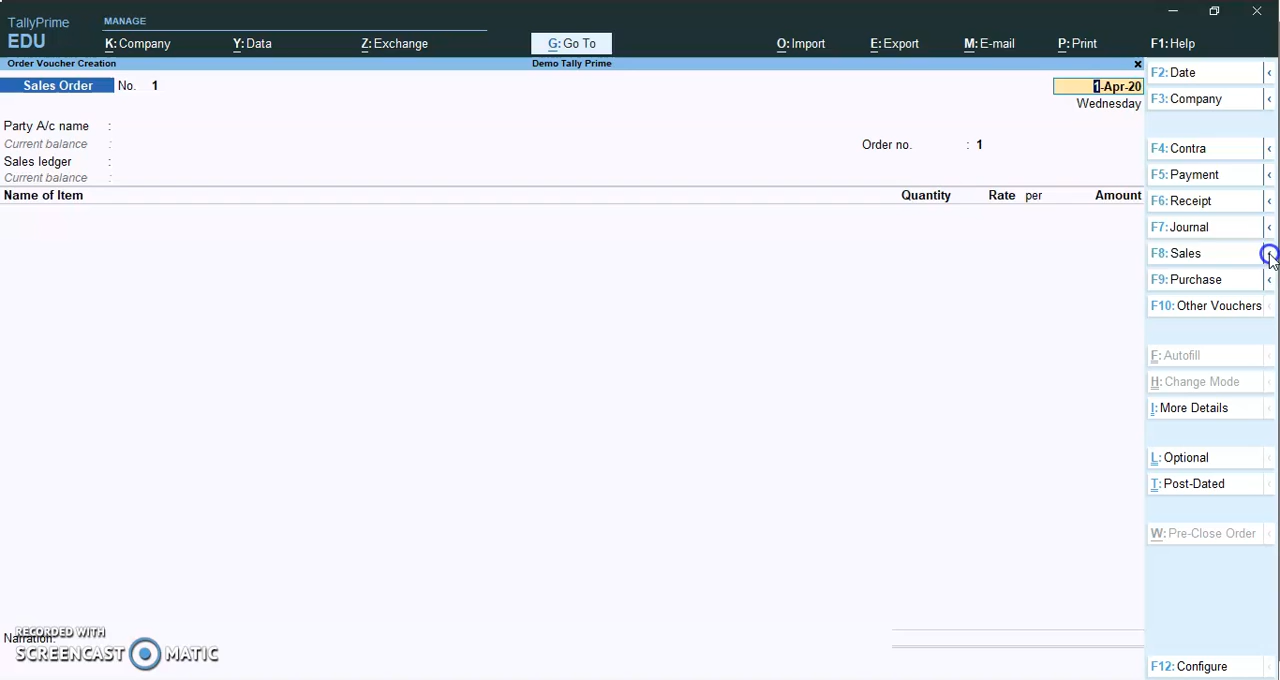 TallyPrime
EDU
MANAGE
K: Company
Y: Data
Z: Exchange
G: Go To
O: Import
E: Export
M: E-mail
P: Print
F1: Help
Order Voucher Creation
Demo Tally Prime
Sales Order No. 1
1-Apr-20
Wednesday
Party A/c name :
Current balance :
Order no. : 1
Sales ledger :
Current balance :
Name of Item Quantity Rate per Amount
F2: Date
F3: Company
F4: Contra
F5: Payment
F6: Receipt
F7: Journal
F8: Sales
F9: Purchase
F10: Other Vouchers
F: Autofill
H: Change Mode
I: More Details
L: Optional
T: Post-Dated
W: Pre-Close Order
F12: Configure
Narration:
RECORDED WITH
SCREENCAST MATIC